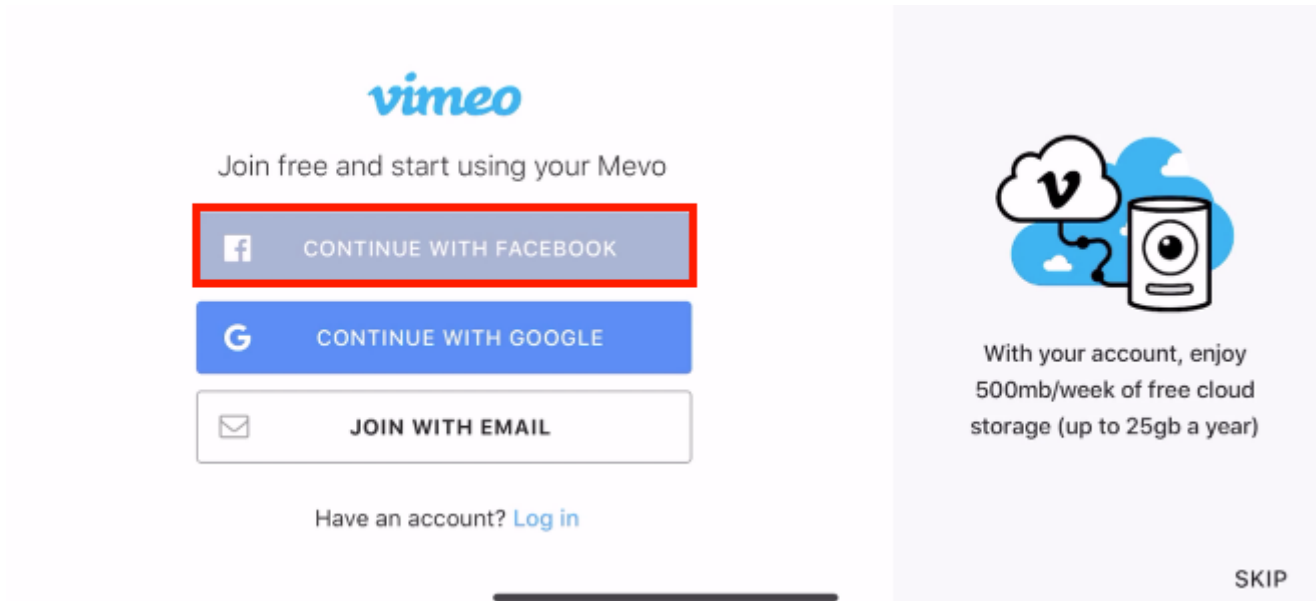 vimeo
Join free and start using your Mevo
CONTINUE WITH FACEBOOK
CONTINUE WITH GOOGLE
JOIN WITH EMAIL
Have an account? Log in
With your account, enjoy
500mb/week of free cloud
storage (up to 25gb a year)
SKIP